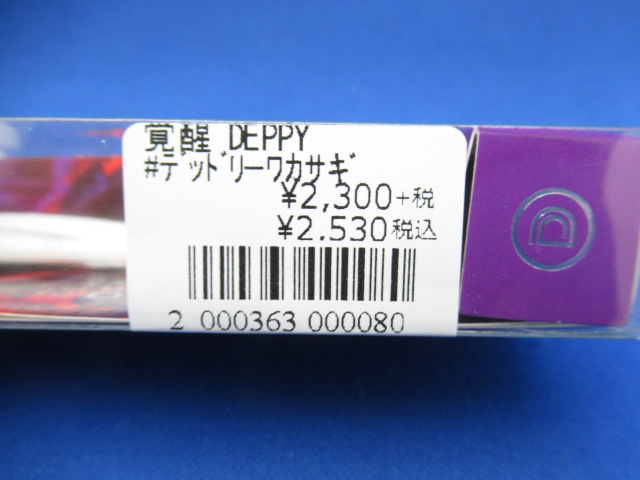 覚醒 DEPPY
#デッドリーワカサギ
¥2,300+税
¥2.530税込
2 000363 000080
D